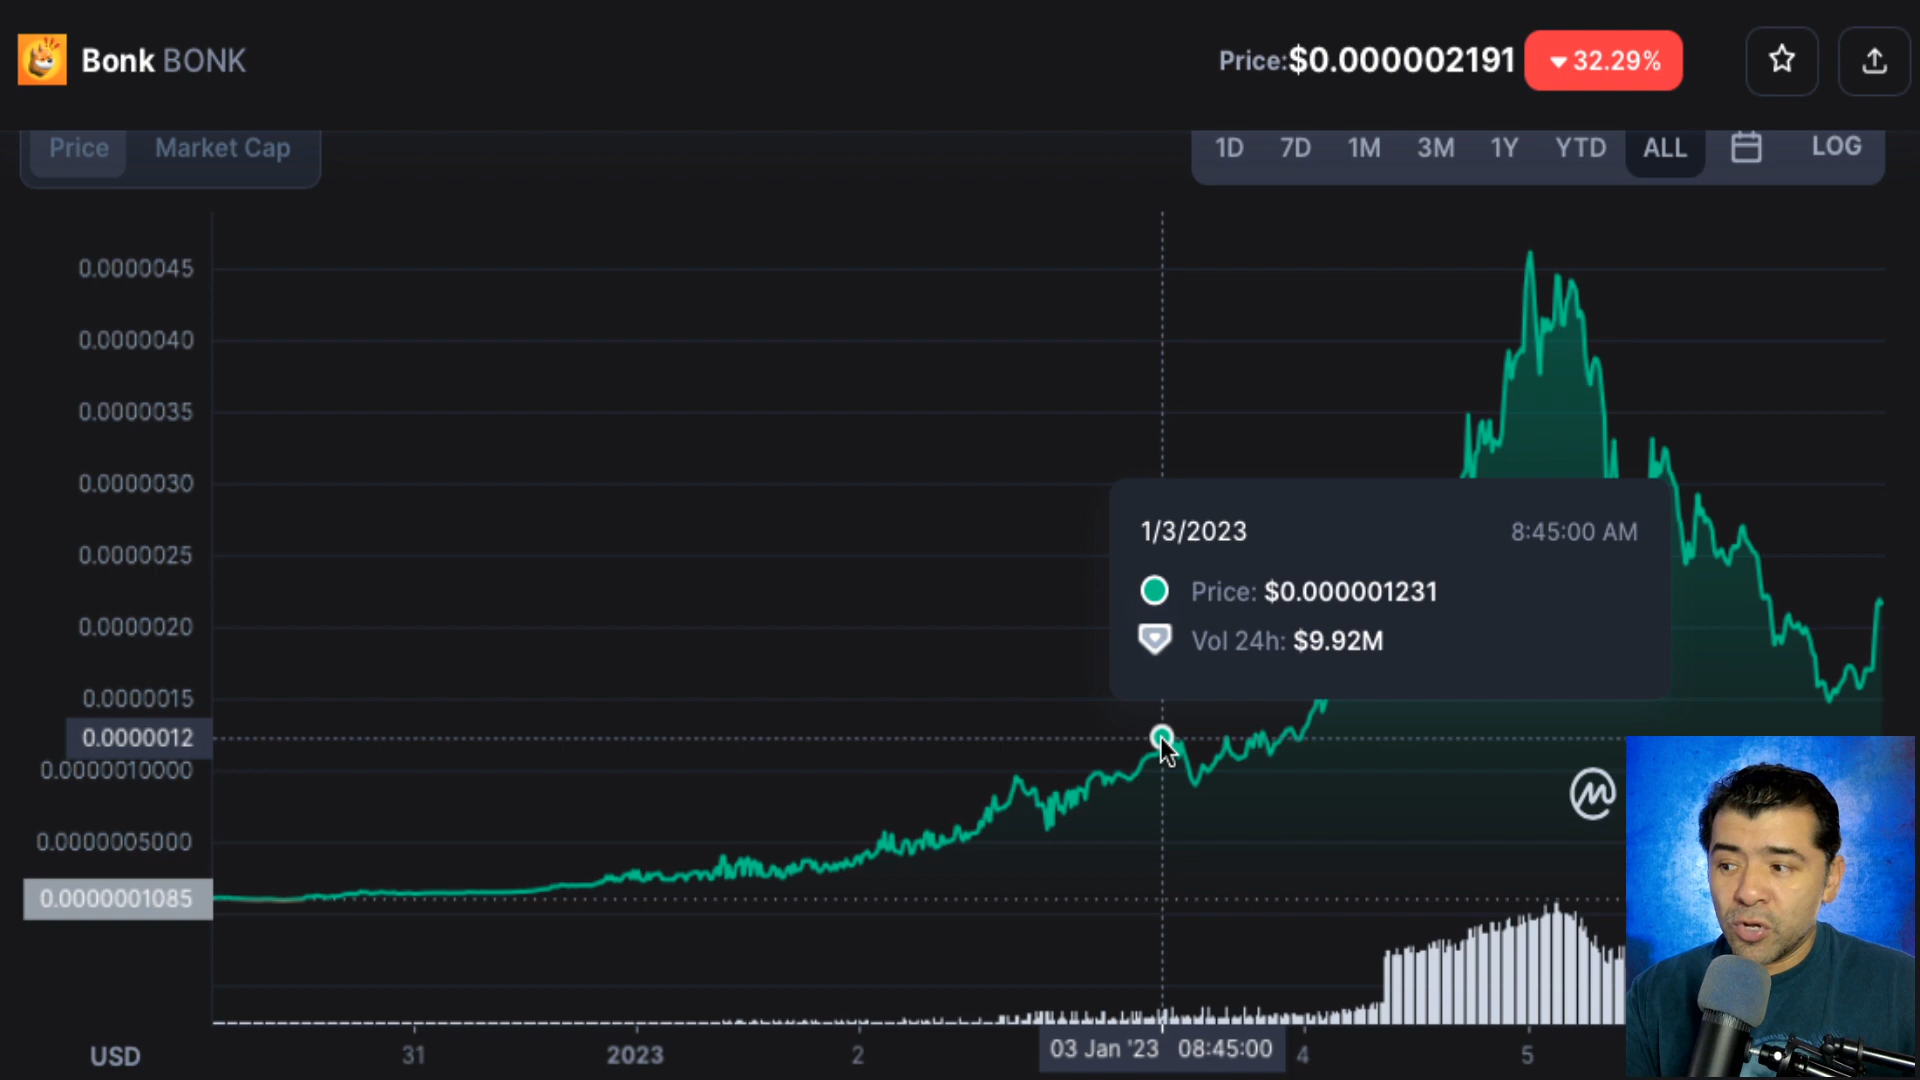 Bonk BONK
Price:$0.000002191 32.29%
Price Market Cap
1D 7D 1M 3M 1Y YTD ALL LOG
0.0000045
0.0000040
0.0000035
0.0000030
0.0000025
0.0000020
0.0000015
0.0000012
0.0000010000
0.0000005000
0.0000001085
1/3/2023 8:45:00 AM
Price: $0.000001231
Vol 24h: $9.92M
USD 31 2023 2 03 Jan '23 08:45:00 4 5